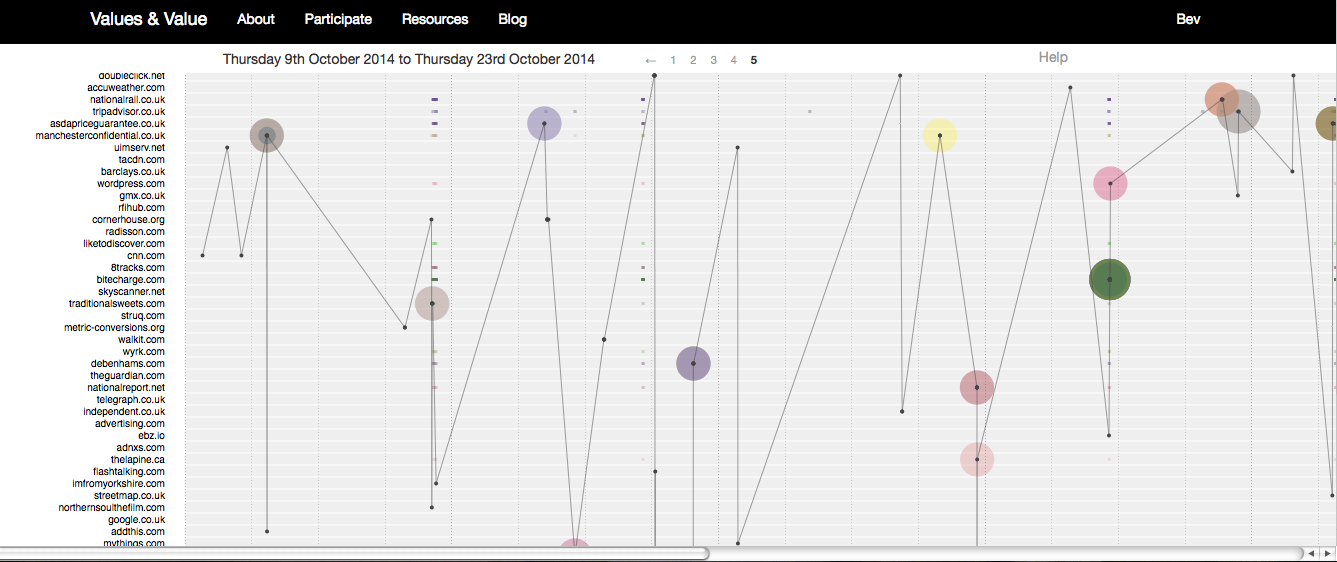 Values & Value About Participate Resources Blog Bev
Thursday 9th October 2014 to Thursday 23rd October 2014 ← 1 2 3 4 5 Help
doubleclick.net
accuweather.com
nationalrail.co.uk
tripadvisor.co.uk
asdapriceguarantee.co.uk
manchesterconfidential.co.uk
uimserv.net
tacdn.com
barclays.co.uk
wordpress.com
gmx.co.uk
rfihub.com
cornerhouse.org
radisson.com
liketodiscover.com
cnn.com
8tracks.com
bitecharge.com
skyscanner.net
traditionalsweets.com
struq.com
metric-conversions.org
walkit.com
wyrk.com
debenhams.com
theguardian.com
nationalreport.net
telegraph.co.uk
independent.co.uk
advertising.com
ebz.io
adnxs.com
thelapine.ca
flashtalking.com
imfromyorkshire.com
streetmap.co.uk
northernsoulthefilm.com
google.co.uk
addthis.com
mythings.com